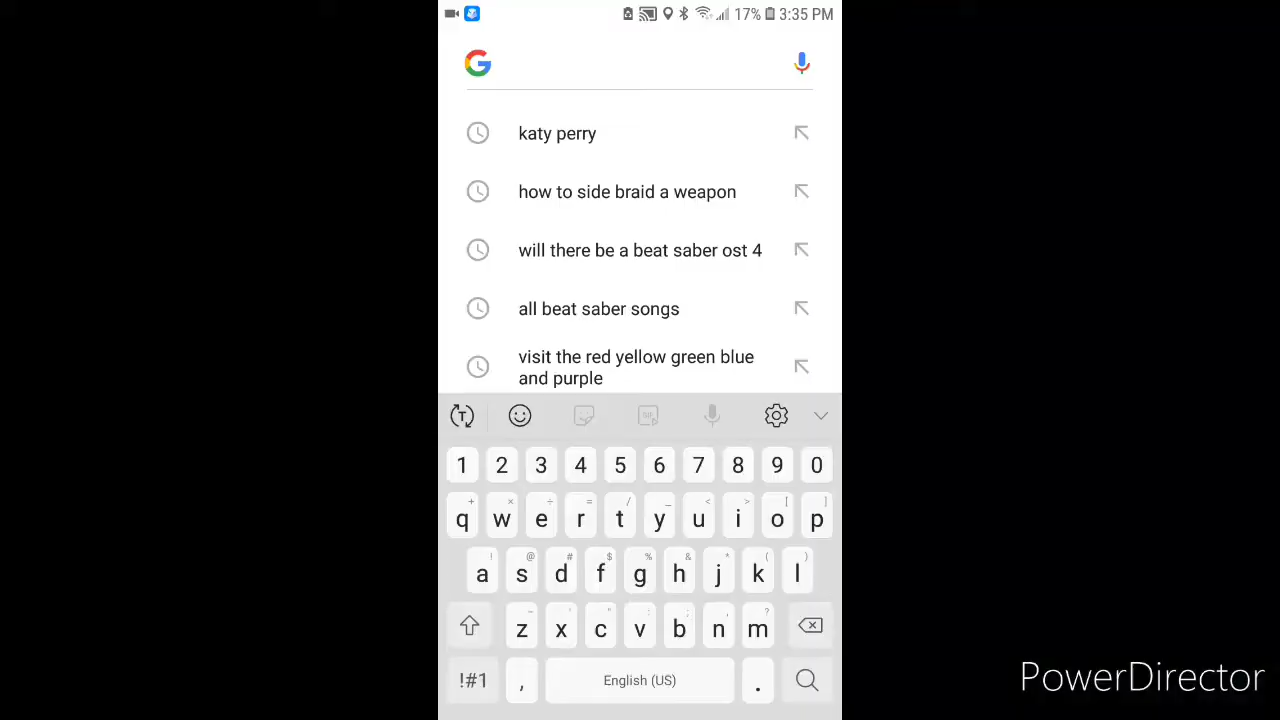 17% 3:35 PM
G
katy perry
how to side braid a weapon
will there be a beat saber ost 4
all beat saber songs
visit the red yellow green blue
and purple
T GIF
1 2 3 4 5 6 7 8 9 0
+ × ÷ = / _ < > [ ]
q w e r t y u i o p
! @ # $ % & * ( )
a s d f g h j k l
- ' " : ; , ?
z x c v b n m
!#1 , English (US) .
PowerDirector